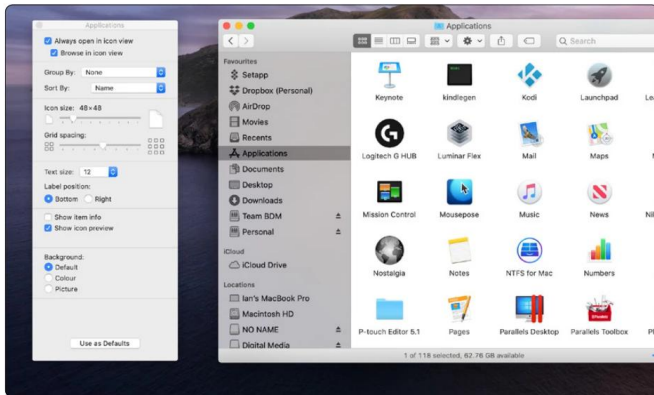 Applications
Always open in icon view
Browse in icon view
Group By: None
Sort By: Name
Icon size: 48×48
Grid spacing:
Text size: 12
Label position:
Bottom Right
Show item info
Show icon preview
Background:
Default
Colour
Picture
Use as Defaults
Applications
Search
Favourites
Setapp
Dropbox (Personal)
AirDrop
Movies
Recents
Applications
Documents
Desktop
Downloads
Team BDM
Personal
iCloud
iCloud Drive
Locations
Ian's MacBook Pro
Macintosh HD
NO NAME
Digital Media
Keynote kindlegen Kodi Launchpad
Logitech G HUB Luminar Flex Mail Maps
Mission Control Mousepose Music News
Nostalgia Notes NTFS for Mac Numbers
P-touch Editor 5.1 Pages Parallels Desktop Parallels Toolbox
1 of 118 selected, 62.76 GB available